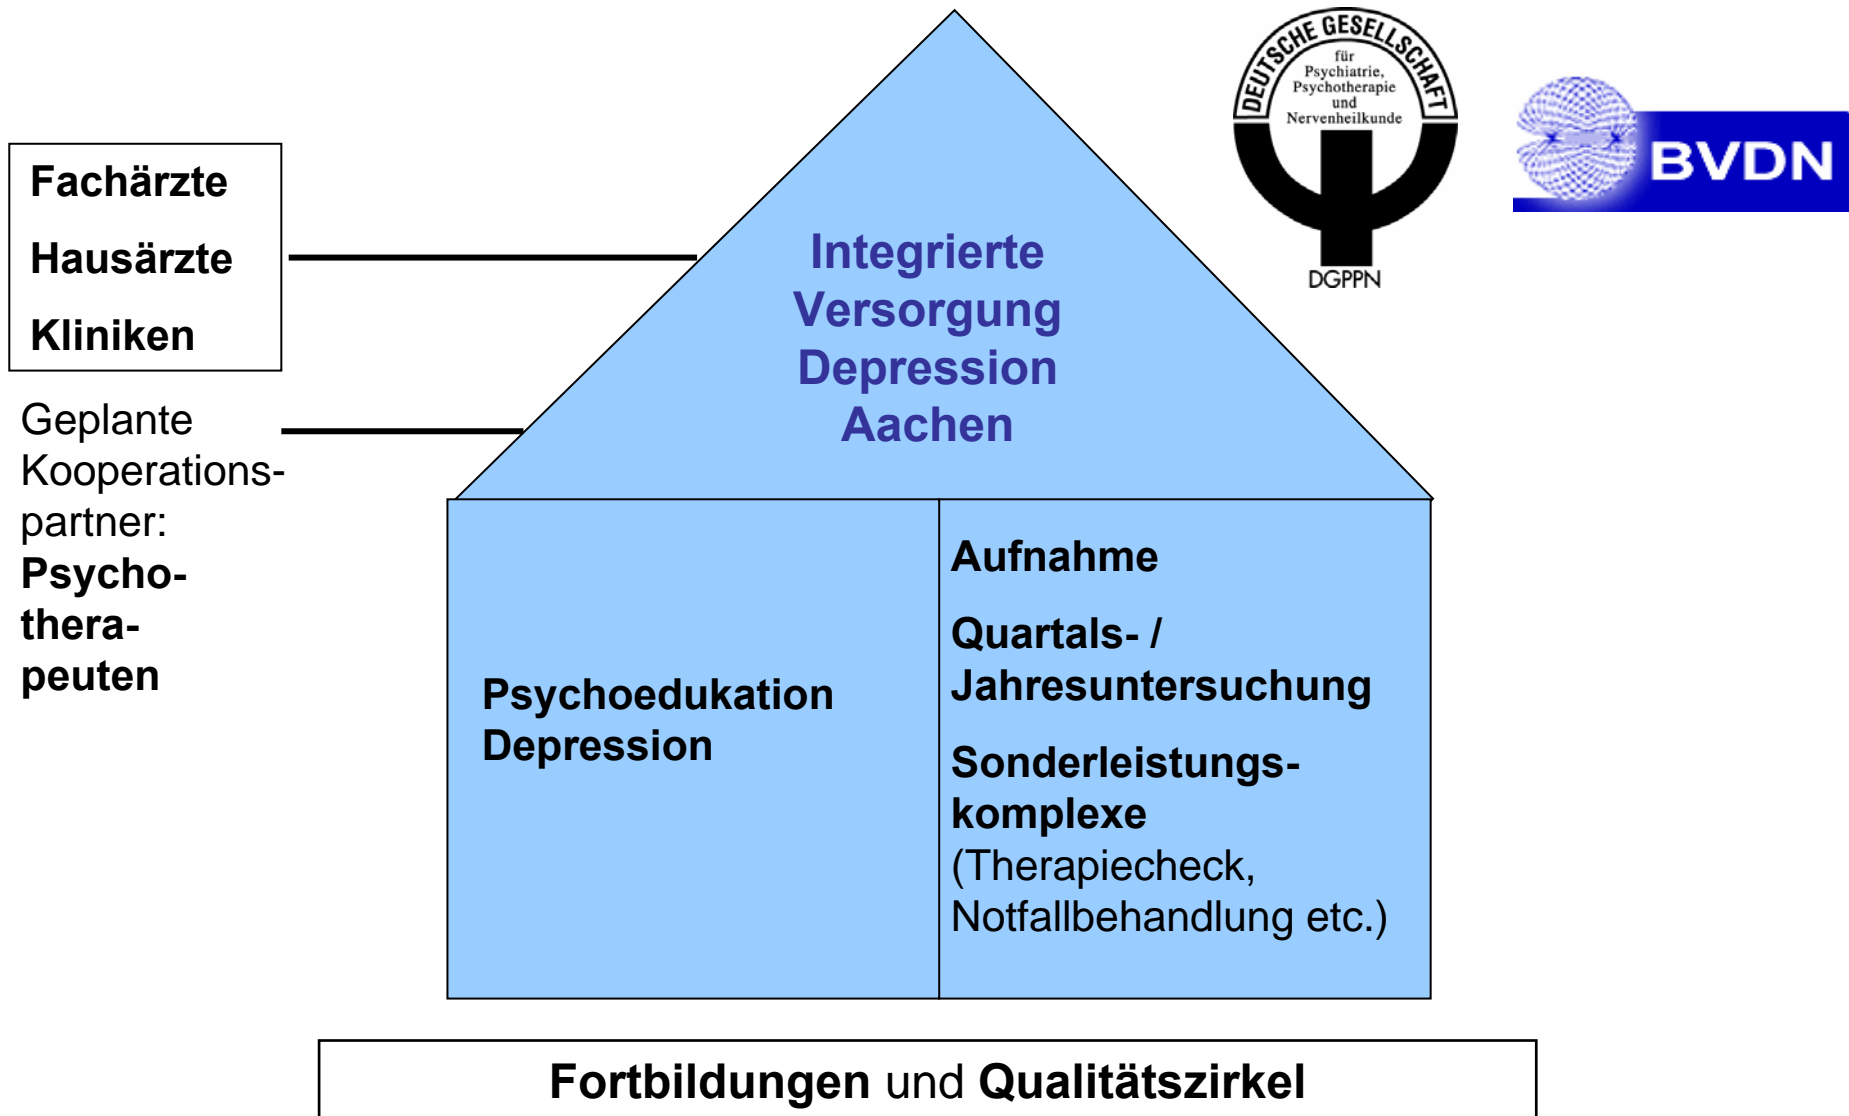 DEUTSCHE GESELLSCHAFT
für
Psychiatrie,
Psychotherapie
und
Nervenheilkunde
DGPPN
BVDN
Fachärzte
Hausärzte
Kliniken
Geplante
Kooperations-
partner:
Psycho-
thera-
peuten
Integrierte
Versorgung
Depression
Aachen
Psychoedukation
Depression
Aufnahme
Quartals- /
Jahresuntersuchung
Sonderleistungs-
komplexe
(Therapiecheck,
Notfallbehandlung etc.)
Fortbildungen und Qualitätszirkel